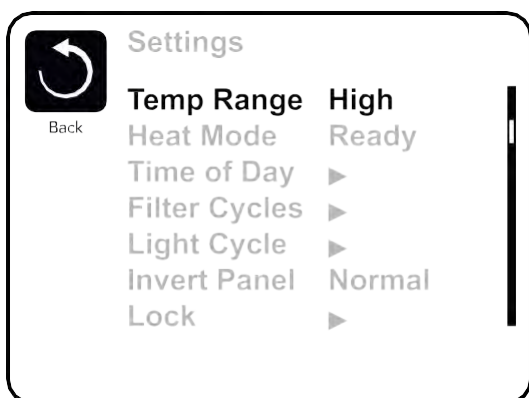 Settings
Back
Temp Range High
Heat Mode Ready
Time of Day ▶
Filter Cycles ▶
Light Cycle ▶
Invert Panel Normal
Lock ▶